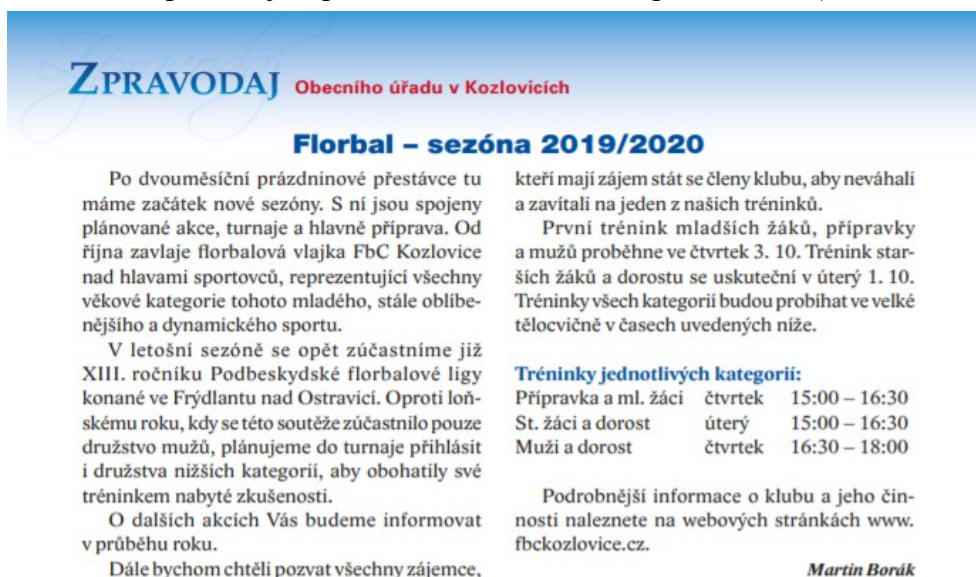 ZPRAVODAJ Obecního úřadu v Kozlovicích
Florbal – sezóna 2019/2020
Po dvouměsíční prázdninové přestávce tu
máme začátek nové sezóny. S ní jsou spojeny
plánované akce, turnaje a hlavně příprava. Od
října zavlaje florbalová vlajka FbC Kozlovice
nad hlavami sportovců, reprezentující všechny
věkové kategorie tohoto mladého, stále oblíbe-
nějšího a dynamického sportu.
V letošní sezóně se opět zúčastníme již
XIII. ročníku Podbeskydské florbalové ligy
konané ve Frýdlantu nad Ostravicí. Oproti loň-
skému roku, kdy se této soutěže zúčastnilo pouze
družstvo mužů, plánujeme do turnaje přihlásit
i družstva nižších kategorií, aby obohatily své
tréninkem nabyté zkušenosti.
O dalších akcích Vás budeme informovat
v průběhu roku.
Dále bychom chtěli pozvat všechny zájemce,
kteří mají zájem stát se členy klubu, aby neváhali
a zavítali na jeden z našich tréninků.
První trénink mladších žáků, přípravky
a mužů proběhne ve čtvrtek 3. 10. Trénink star-
ších žáků a dorostu se uskuteční v úterý 1. 10.
Tréninky všech kategorií budou probíhat ve velké
tělocvičně v časech uvedených níže.
Tréninky jednotlivých kategorií:
Přípravka a ml. žáci čtvrtek 15:00 – 16:30
St. žáci a dorost úterý 15:00 – 16:30
Muži a dorost čtvrtek 16:30 – 18:00
Podrobnější informace o klubu a jeho čin-
nosti naleznete na webových stránkách www.
fbckozlovice.cz.
Martin Borák